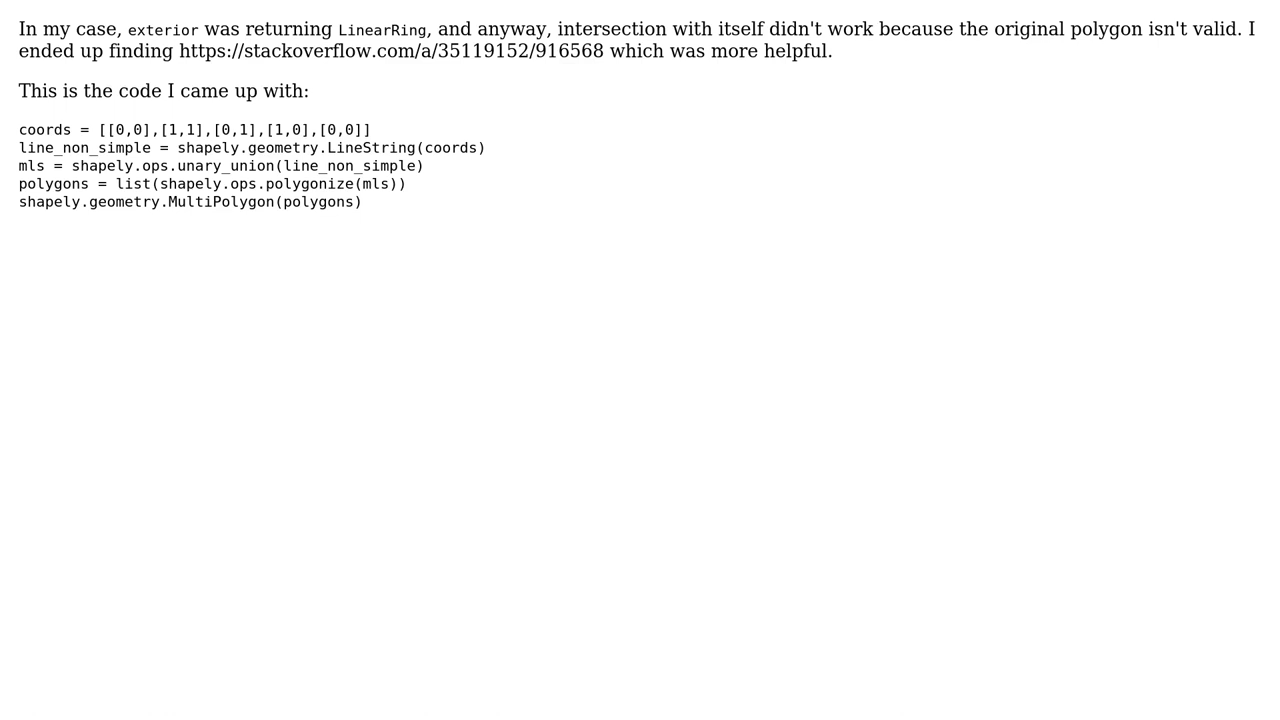 In my case, exterior was returning LinearRing, and anyway, intersection with itself didn't work because the original polygon isn't valid. I
ended up finding https://stackoverflow.com/a/35119152/916568 which was more helpful.
This is the code I came up with:
coords = [[0,0],[1,1],[0,1],[1,0],[0,0]]
line_non_simple = shapely.geometry.LineString(coords)
mls = shapely.ops.unary_union(line_non_simple)
polygons = list(shapely.ops.polygonize(mls))
shapely.geometry.MultiPolygon(polygons)